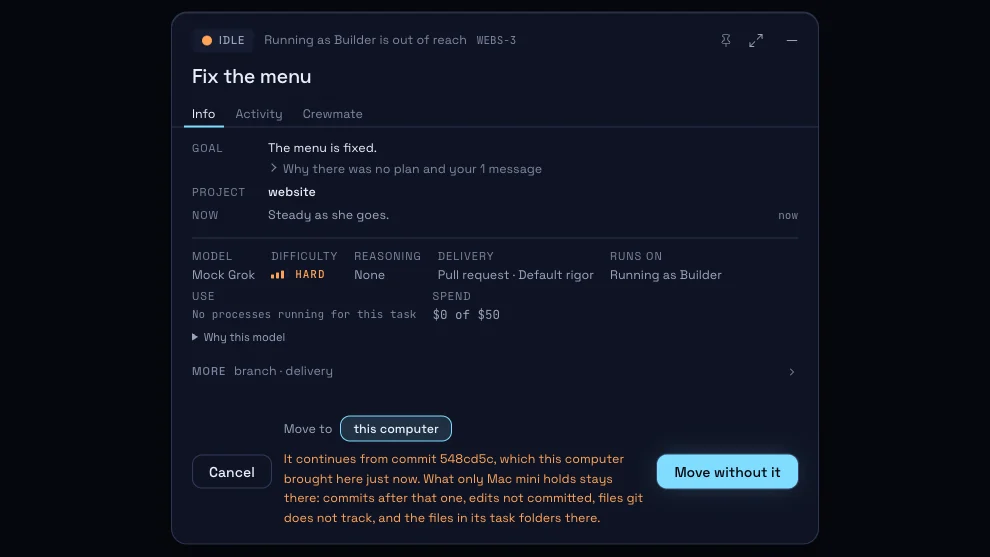 IDLE Running as Builder is out of reach WEBS-3
Fix the menu
Info Activity Crewmate
GOAL The menu is fixed.
Why there was no plan and your 1 message
PROJECT website
NOW Steady as she goes. now
MODEL DIFFICULTY REASONING DELIVERY RUNS ON
Mock Grok HARD None Pull request · Default rigor Running as Builder
USE SPEND
No processes running for this task $0 of $50
Why this model
MORE branch · delivery
Move to this computer
Cancel
It continues from commit 548cd5c, which this computer
brought here just now. What only Mac mini holds stays
there: commits after that one, edits not committed, files git
does not track, and the files in its task folders there.
Move without it